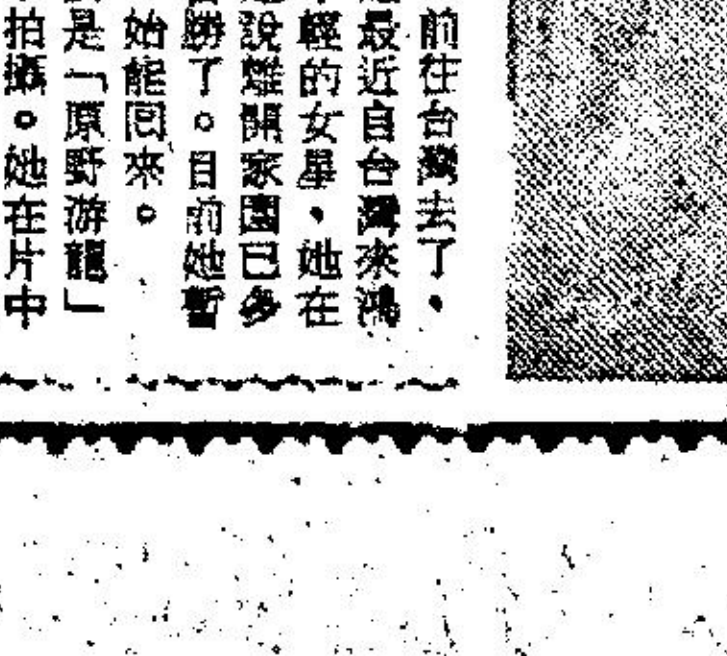 前往台灣去了,
最近自台灣來鴻
輕的女星,她在
說離開家園已多
勝了。目前她暫
始能囘來。
是「原野游龍」
拍攝。她在片中